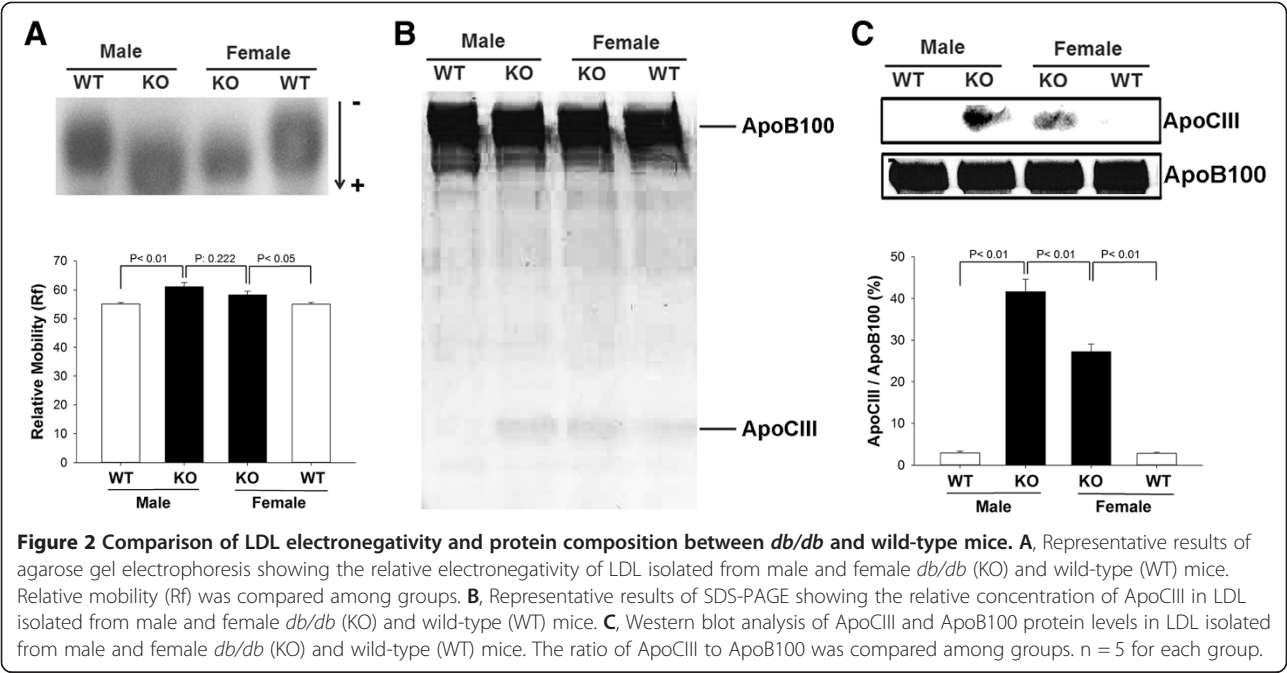 A
Male Female
WT KO KO WT
-
+
70
60
50
40
30
20
10
0
Relative Mobility (Rf)
P< 0.01 P: 0.222 P< 0.05
WT KO KO WT
Male Female
B
Male Female
WT KO KO WT
ApoB100
ApoCIII
C
Male Female
WT KO KO WT
ApoCIII
ApoB100
50
40
30
20
10
0
ApoCIII / ApoB100 (%)
P< 0.01 P< 0.01 P< 0.01
WT KO KO WT
Male Female
Figure 2 Comparison of LDL electronegativity and protein composition between db/db and wild-type mice. A, Representative results of
agarose gel electrophoresis showing the relative electronegativity of LDL isolated from male and female db/db (KO) and wild-type (WT) mice.
Relative mobility (Rf) was compared among groups. B, Representative results of SDS-PAGE showing the relative concentration of ApoCIII in LDL
isolated from male and female db/db (KO) and wild-type (WT) mice. C, Western blot analysis of ApoCIII and ApoB100 protein levels in LDL isolated
from male and female db/db (KO) and wild-type (WT) mice. The ratio of ApoCIII to ApoB100 was compared among groups. n = 5 for each group.